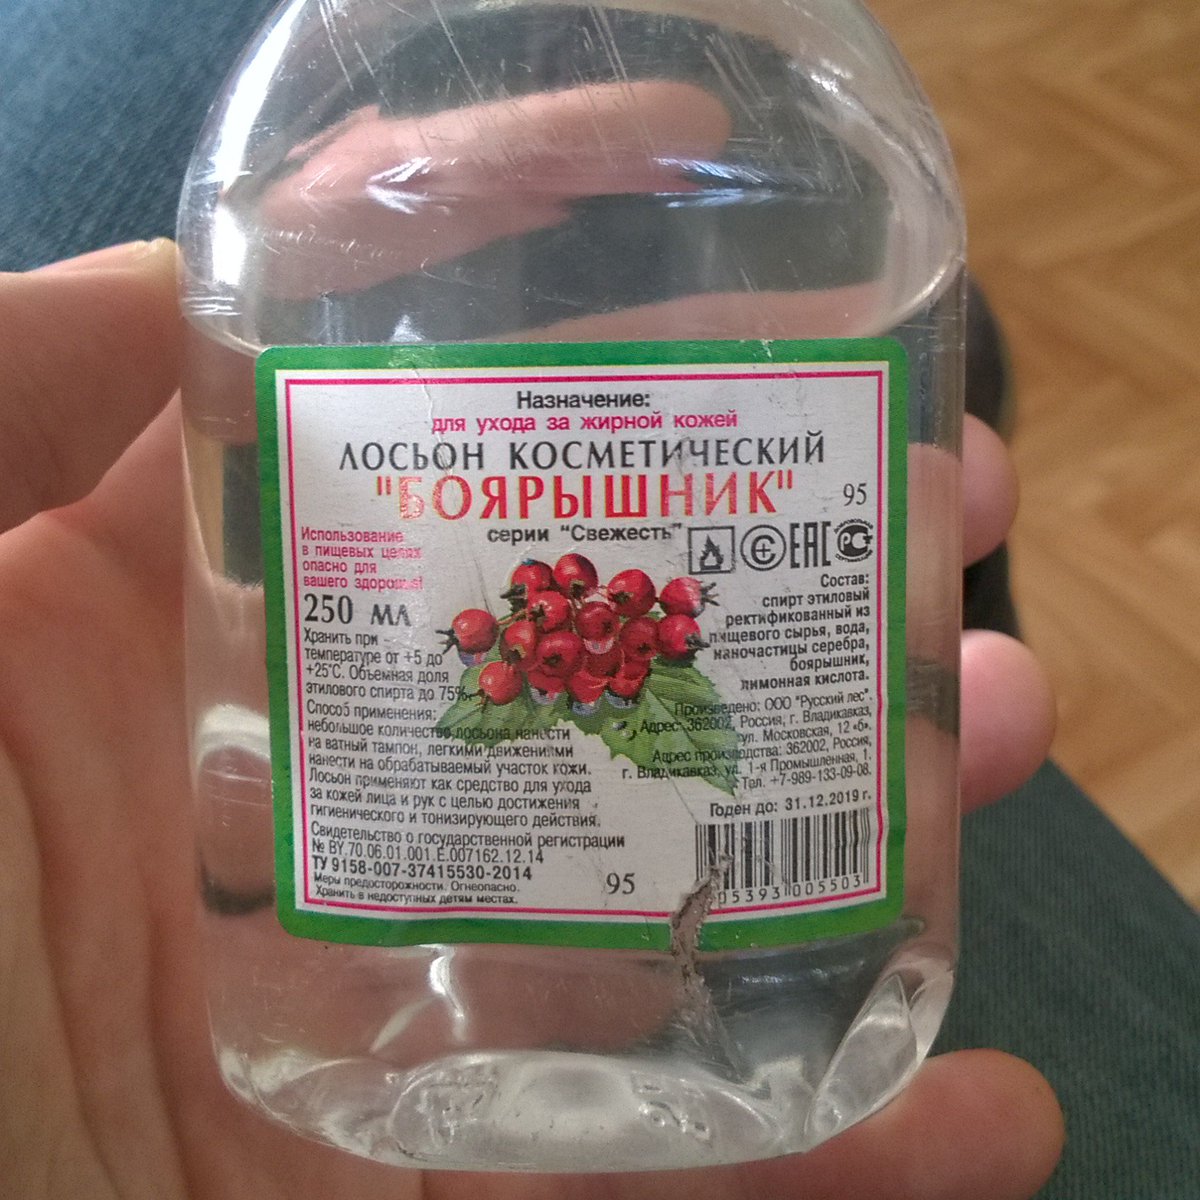 Назначение:
для ухода за жирной кожей
ЛОСЬОН КОСМЕТИЧЕСКИЙ
"БОЯРЫШНИК"
95
серии "Свежесть"
Использование
в пищевых целях
опасно для
вашего здоровья!
250 мл
Хранить при
температуре от +5 до
+25°С. Объемная доля
этилового спирта до 75%.
Способ применения:
небольшое количество лосьона нанести
на ватный тампон, легкими движениями
нанести на обрабатываемый участок кожи.
Лосьон применяют как средство для ухода
за кожей лица и рук с целью достижения
гигиенического и тонизирующего действия.
Свидетельство о государственной регистрации
№ BY.70.06.01.001.E.007162.12.14
ТУ 9158-007-37415530-2014
Меры предосторожности. Огнеопасно.
Хранить в недоступных детям местах.
95
EAC
ДОБРОВОЛЬНАЯ
РС
СЕРТИФИКАЦИЯ
Состав:
спирт этиловый
ректификованный из
пищевого сырья, вода,
наночастицы серебра,
боярышник,
лимонная кислота.
Произведено: ООО "Русский лес".
Адрес: 362002, Россия, г. Владикавказ,
ул. Московская, 12 «б».
Адрес производства: 362002, Россия,
г. Владикавказ, ул. 1-я Промышленная, 1.
Тел. +7-989-133-09-08.
Годен до: 31.12.2019 г.
05393 005503